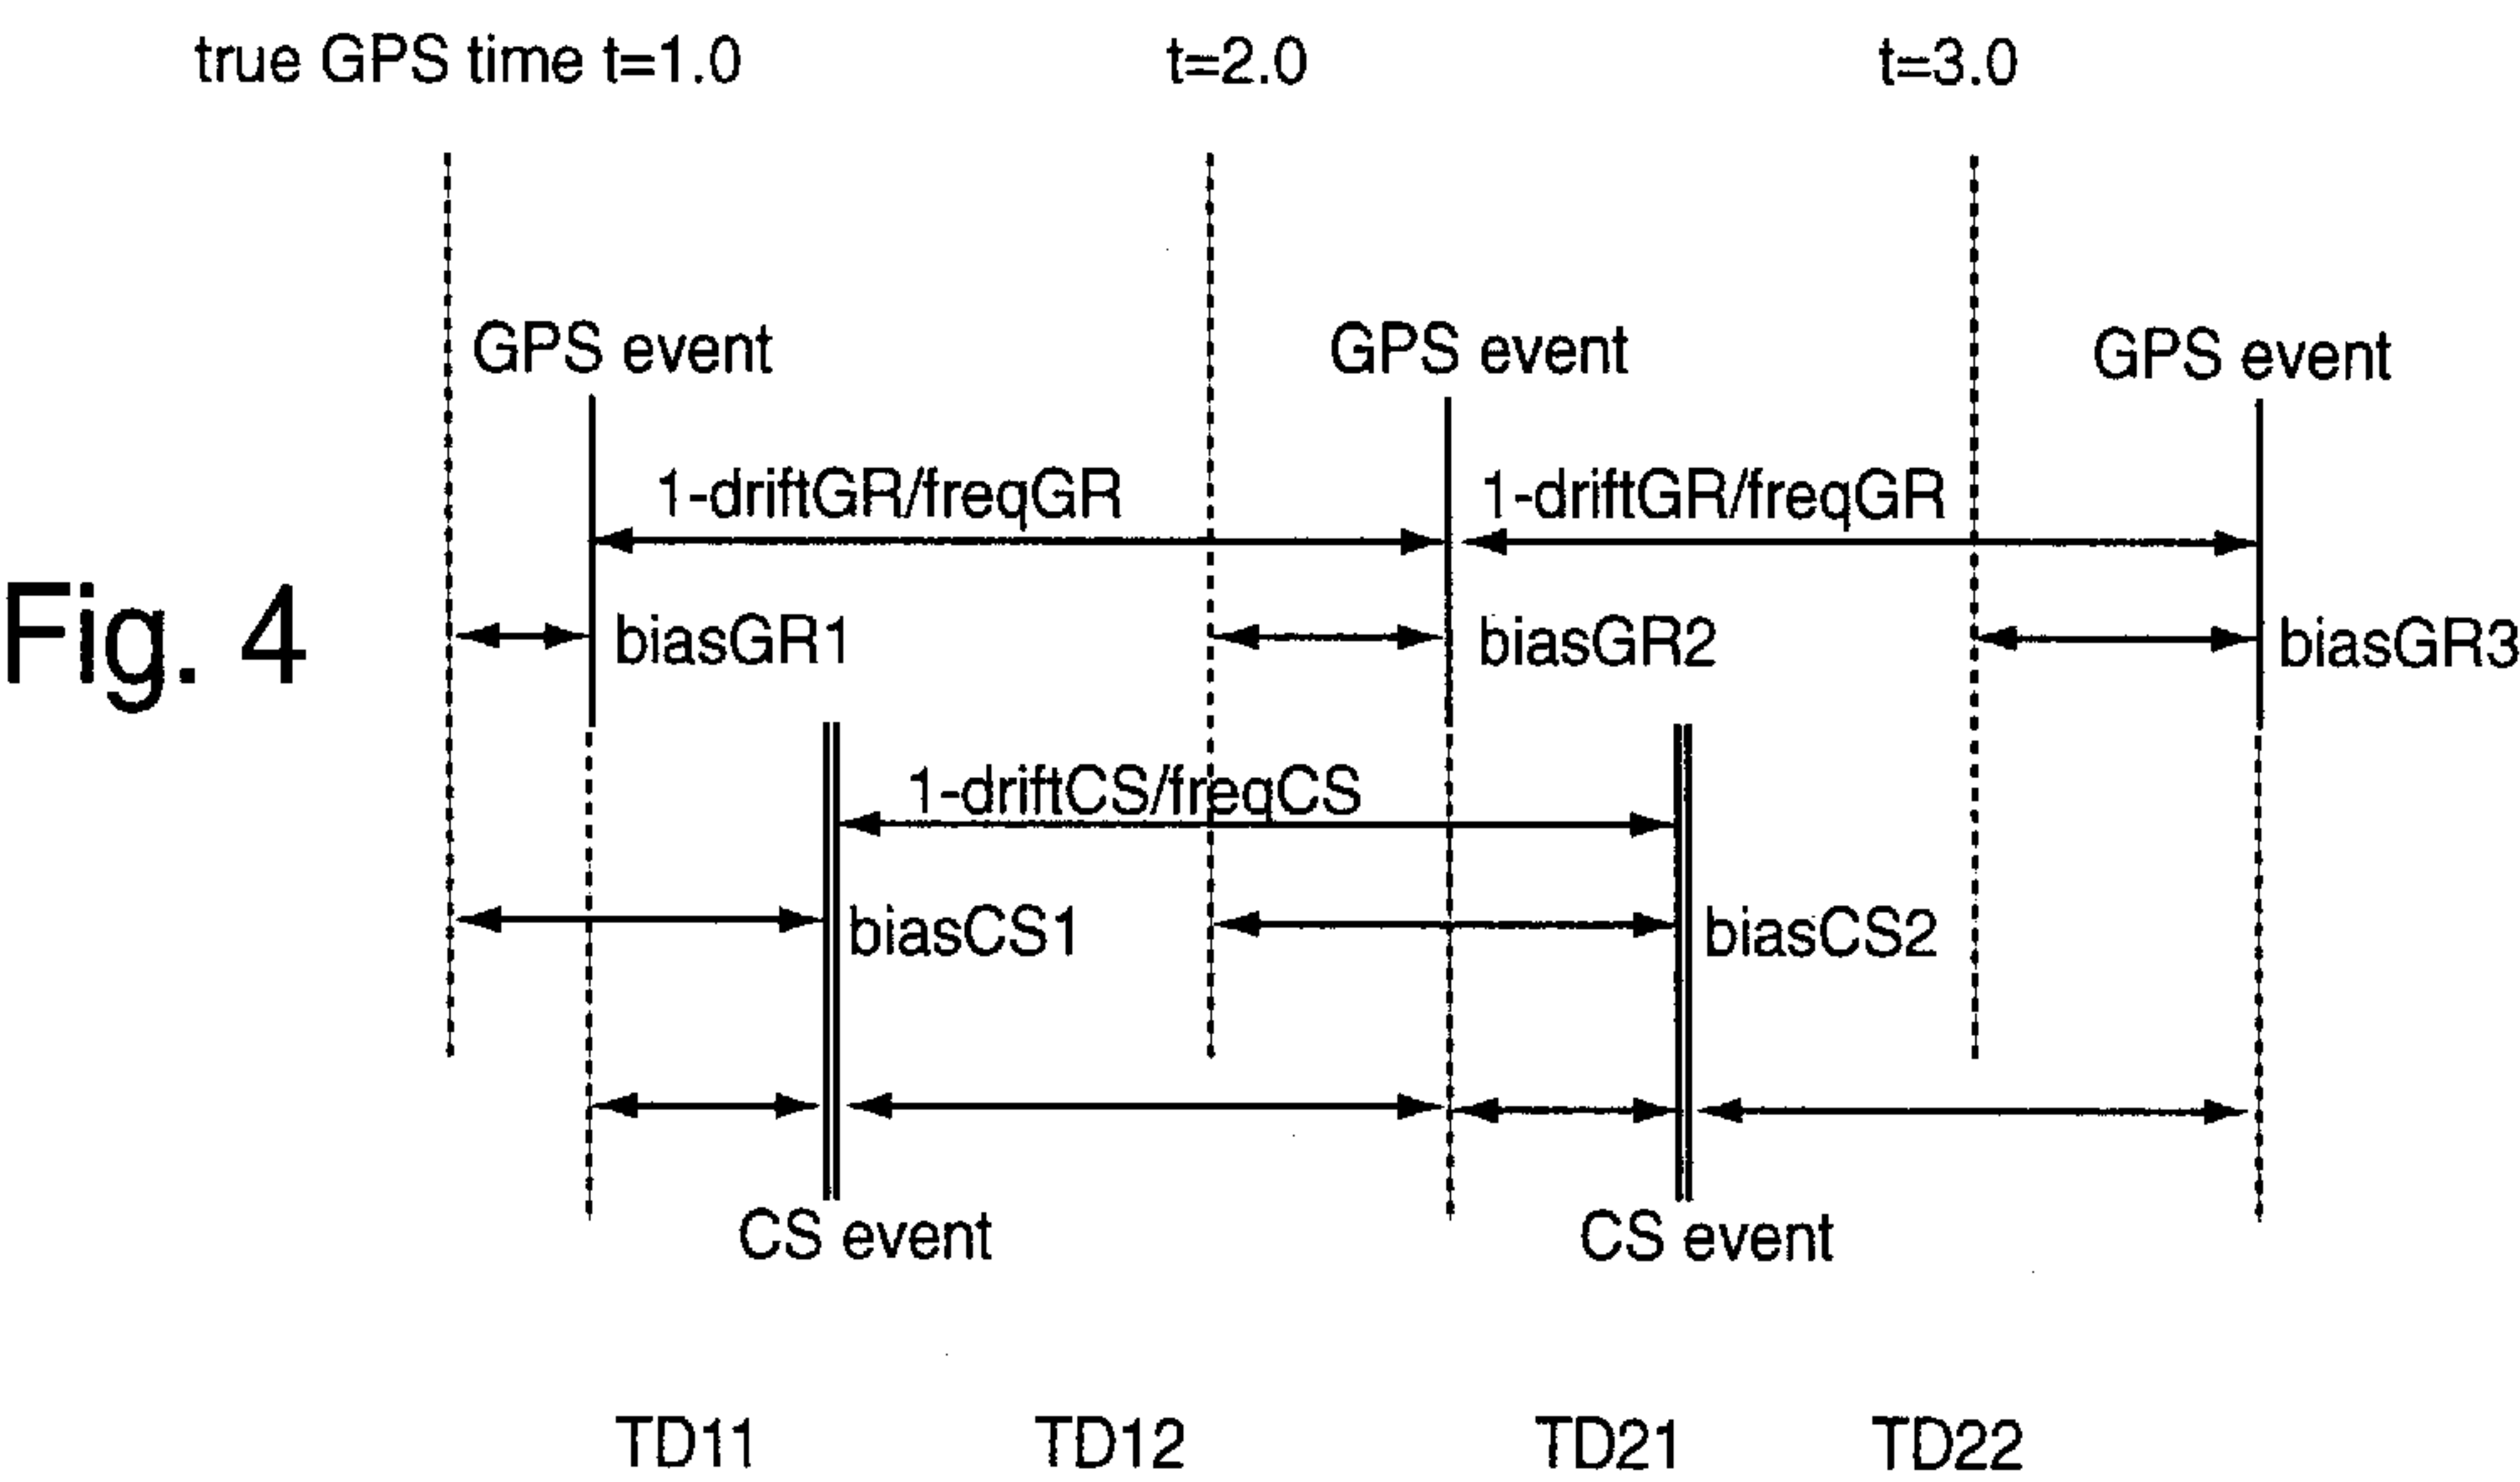 true GPS time t=1.0
t=2.0
t=3.0
GPS event
GPS event
GPS event
1-driftGR/freqGR
1-driftGR/freqGR
Fig. 4
biasGR1
biasGR2
biasGR3
1-driftCS/freqCS
biasCS1
biasCS2
CS event
CS event
TD11
TD12
TD21
TD22